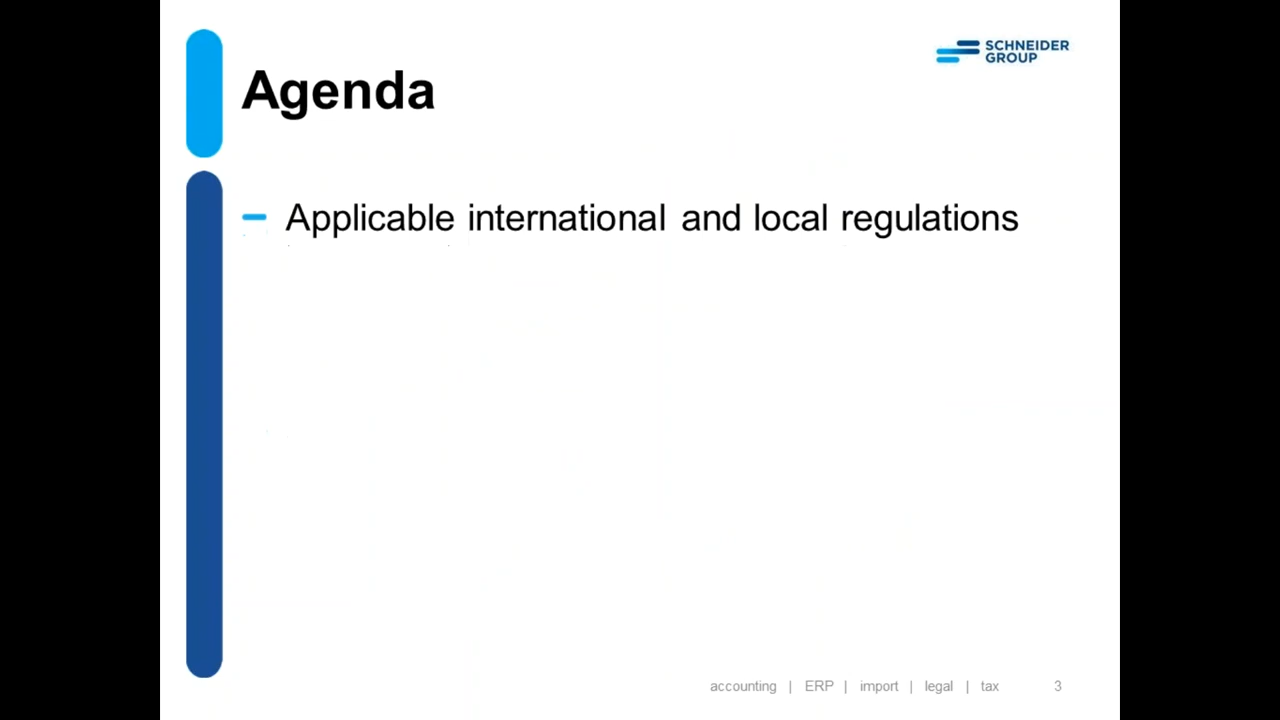 SCHNEIDER
GROUP
Agenda
– Applicable international and local regulations
accounting | ERP | import | legal | tax 3